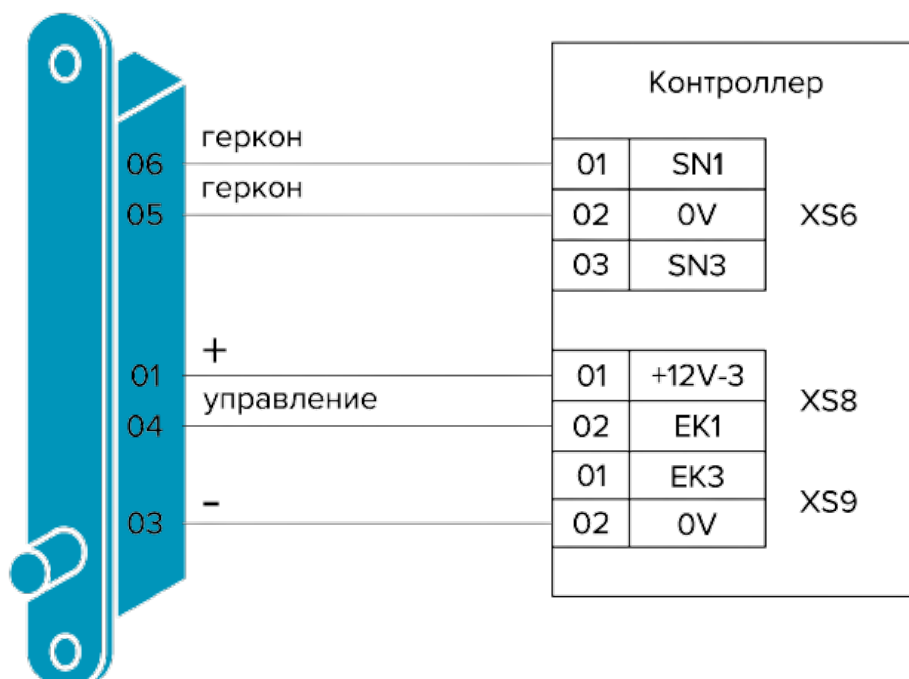 Контроллер
геркон
06
01 SN1
геркон
05
02 0V
XS6
03 SN3
+
01
01 +12V-3
XS8
управление
04
02 EK1
01 EK3
XS9
-
03
02 0V